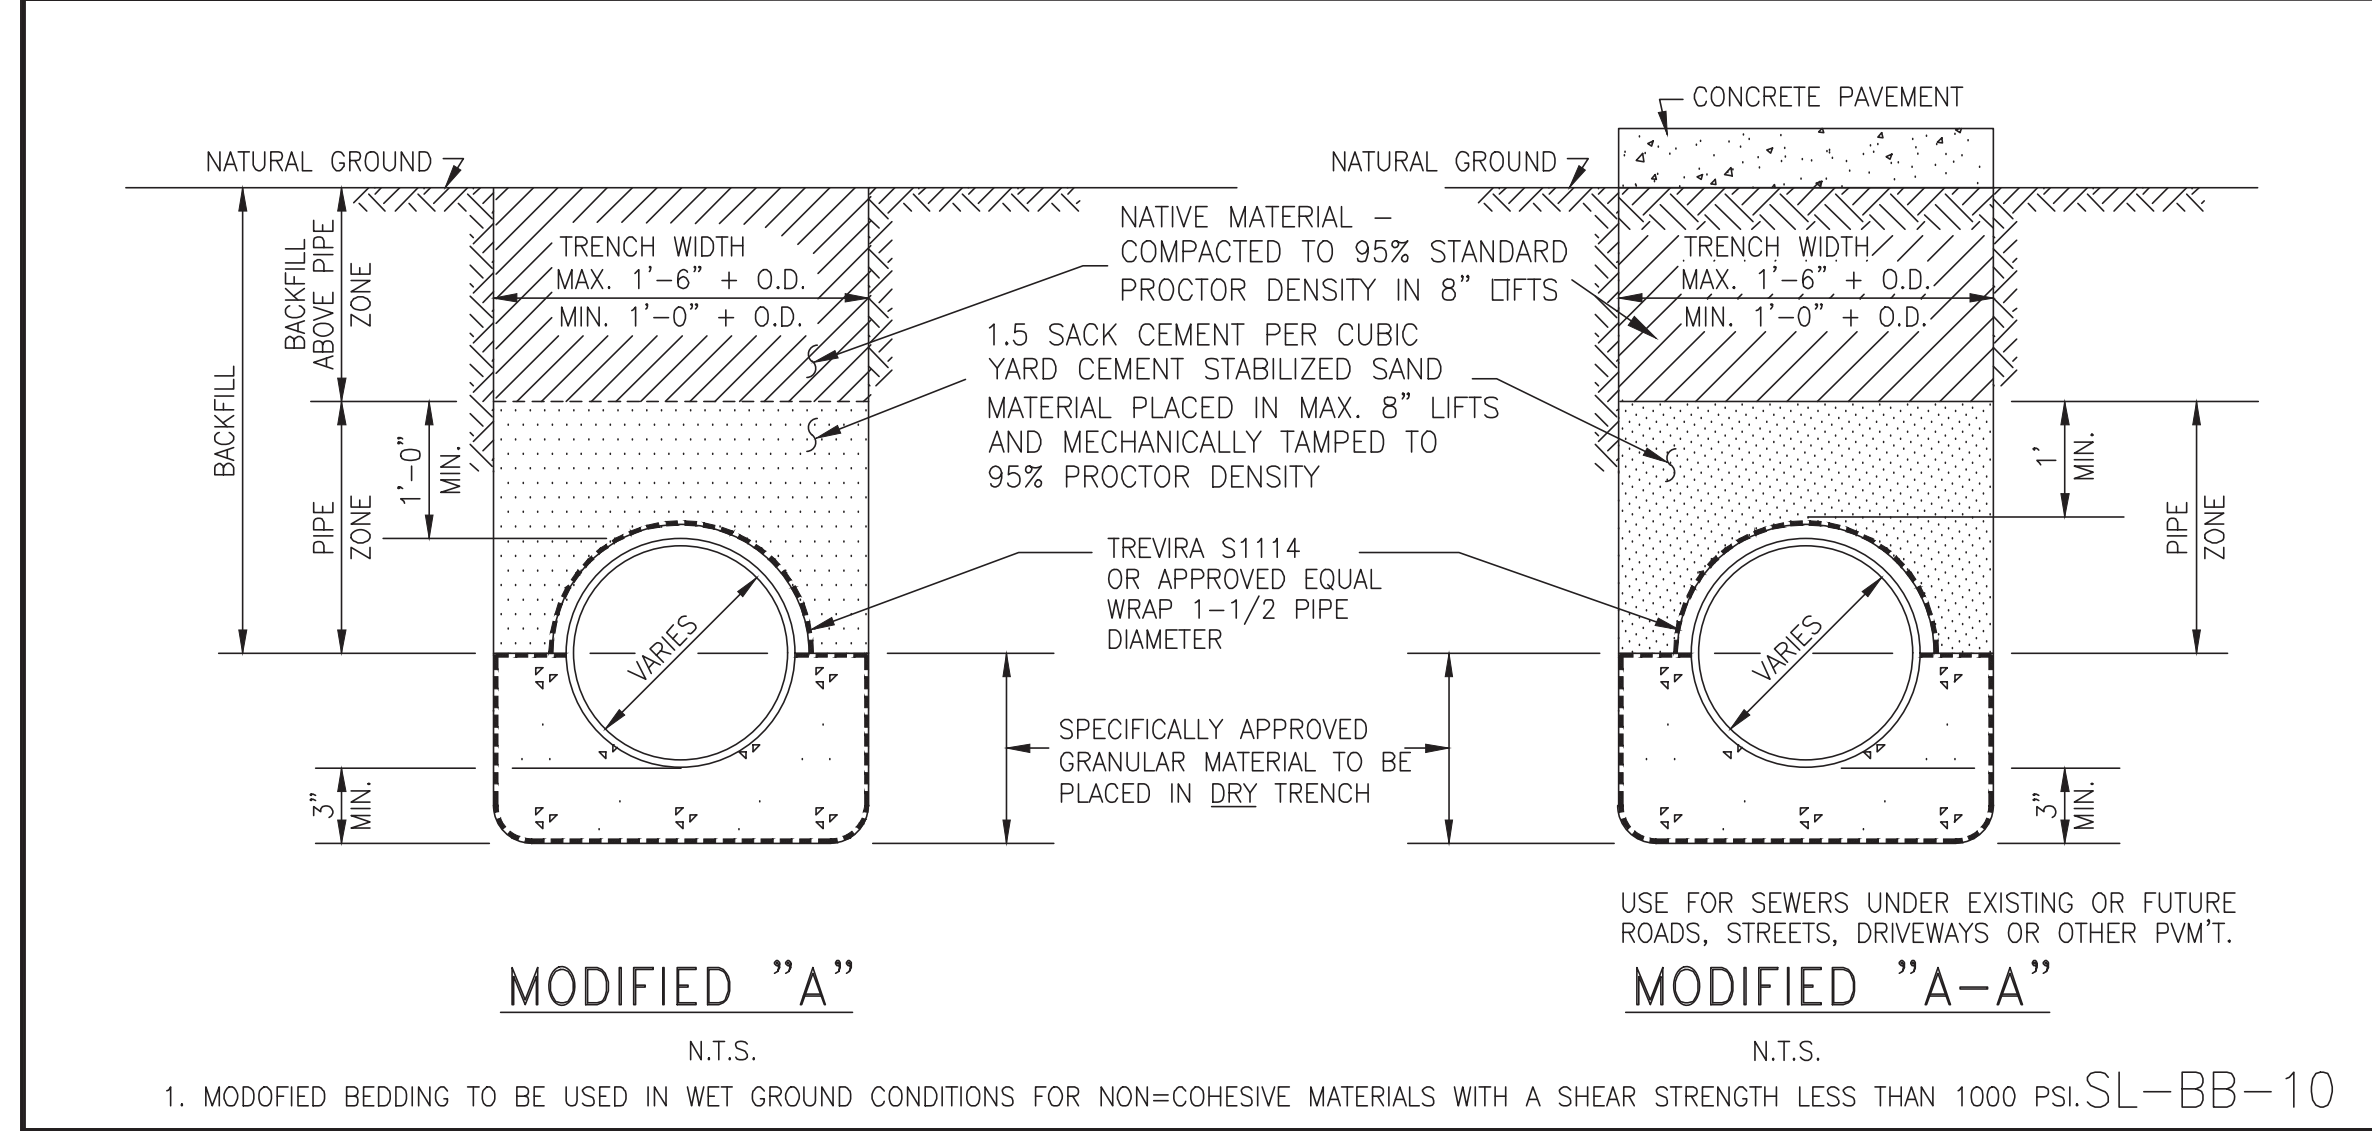 CONCRETE PAVEMENT
NATURAL GROUND
NATURAL GROUND
BACKFILL
BACKFILL
ABOVE PIPE
ZONE
TRENCH WIDTH
MAX. 1'-6" + O.D.
MIN. 1'-0" + O.D.
NATIVE MATERIAL –
COMPACTED TO 95% STANDARD
PROCTOR DENSITY IN 8" LIFTS
TRENCH WIDTH
MAX. 1'-6" + O.D.
MIN. 1'-0" + O.D.
1.5 SACK CEMENT PER CUBIC
YARD CEMENT STABILIZED SAND
MATERIAL PLACED IN MAX. 8" LIFTS
AND MECHANICALLY TAMPED TO
95% PROCTOR DENSITY
PIPE
ZONE
1'-0"
MIN.
1'
MIN.
PIPE
ZONE
TREVIRA S1114
OR APPROVED EQUAL
WRAP 1-1/2 PIPE
DIAMETER
VARIES
VARIES
SPECIFICALLY APPROVED
GRANULAR MATERIAL TO BE
PLACED IN DRY TRENCH
3"
MIN.
3"
MIN.
USE FOR SEWERS UNDER EXISTING OR FUTURE
ROADS, STREETS, DRIVEWAYS OR OTHER PVM'T.
MODIFIED "A"
N.T.S.
MODIFIED "A-A"
N.T.S.
1. MODOFIED BEDDING TO BE USED IN WET GROUND CONDITIONS FOR NON=COHESIVE MATERIALS WITH A SHEAR STRENGTH LESS THAN 1000 PSI.
SL-BB-10